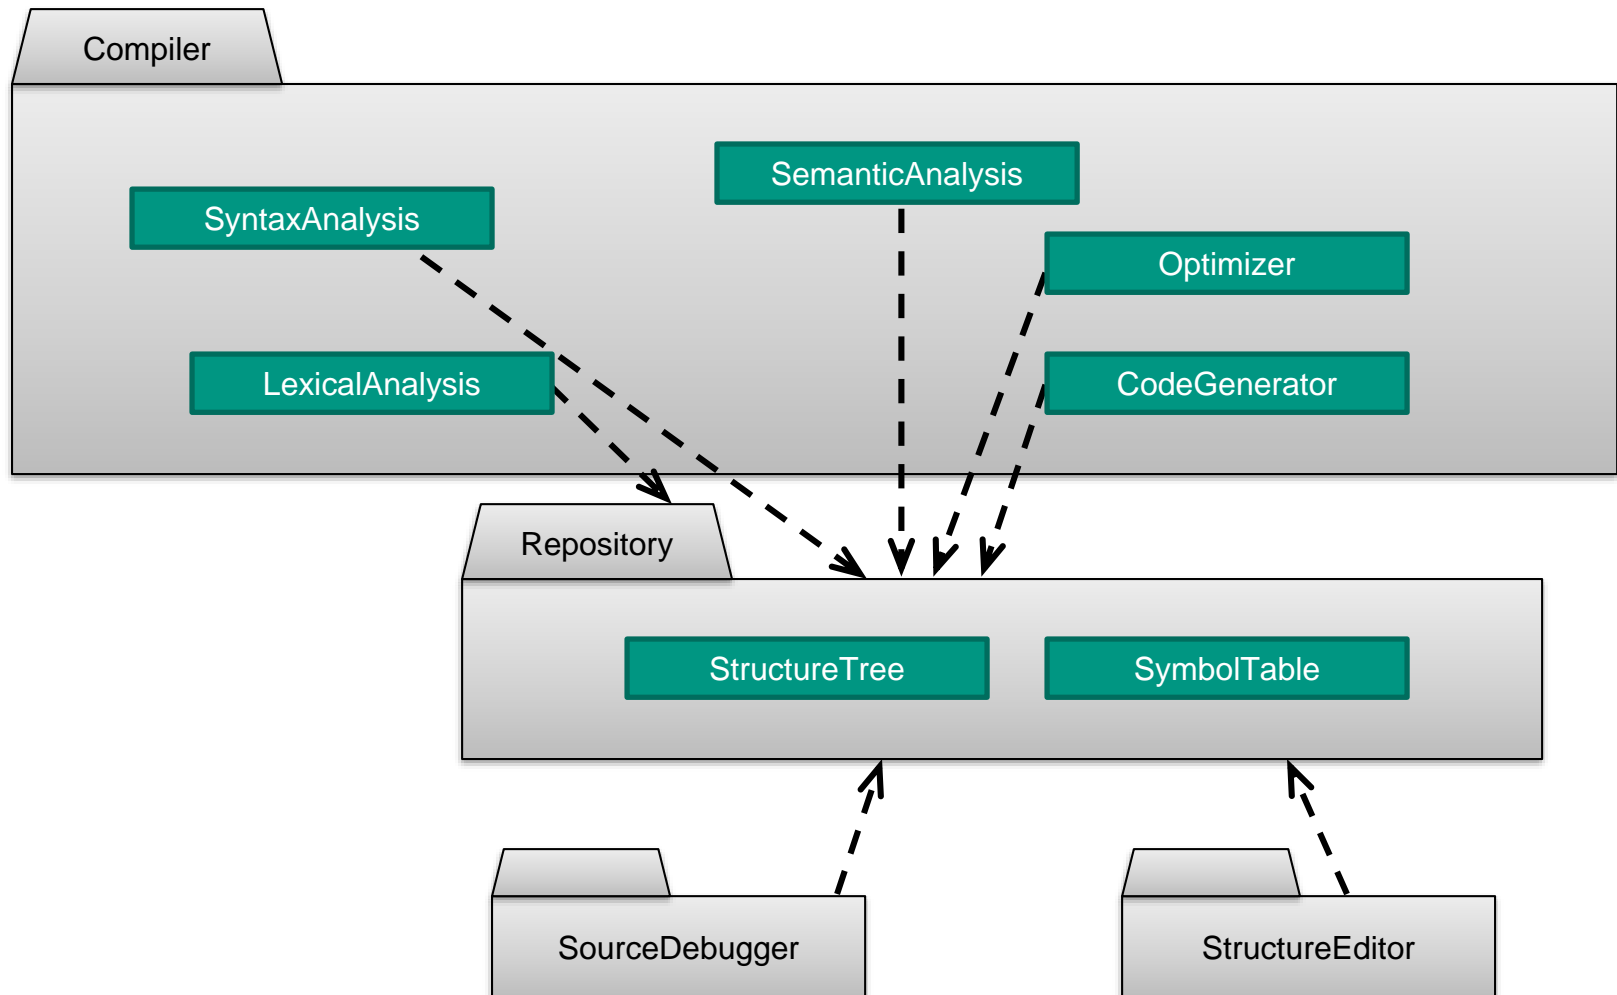 Compiler
SemanticAnalysis
SyntaxAnalysis
Optimizer
LexicalAnalysis
CodeGenerator
Repository
StructureTree
SymbolTable
SourceDebugger
StructureEditor